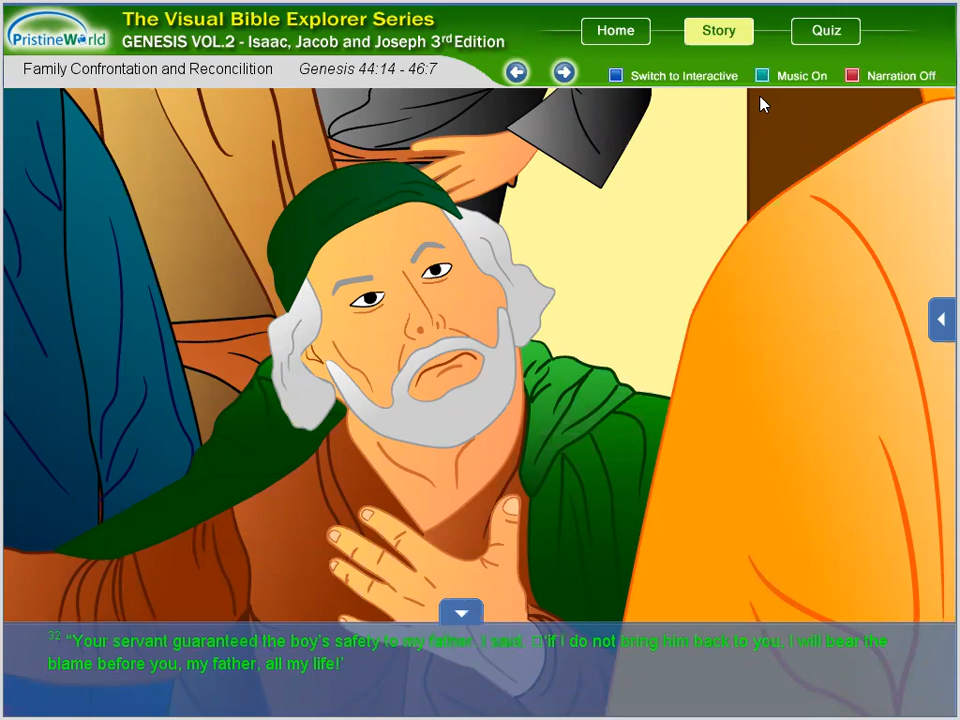 PristineWorld
The Visual Bible Explorer Series
GENESIS VOL.2 - Isaac, Jacob and Joseph 3rd Edition
Home
Story
Quiz
Family Confrontation and Reconcilition Genesis 44:14 - 46:7
Switch to Interactive
Music On
Narration Off
32 “Your servant guaranteed the boy's safety to my father. I said, □‘if I do not bring him back to you, I will bear the
blame before you, my father, all my life!’